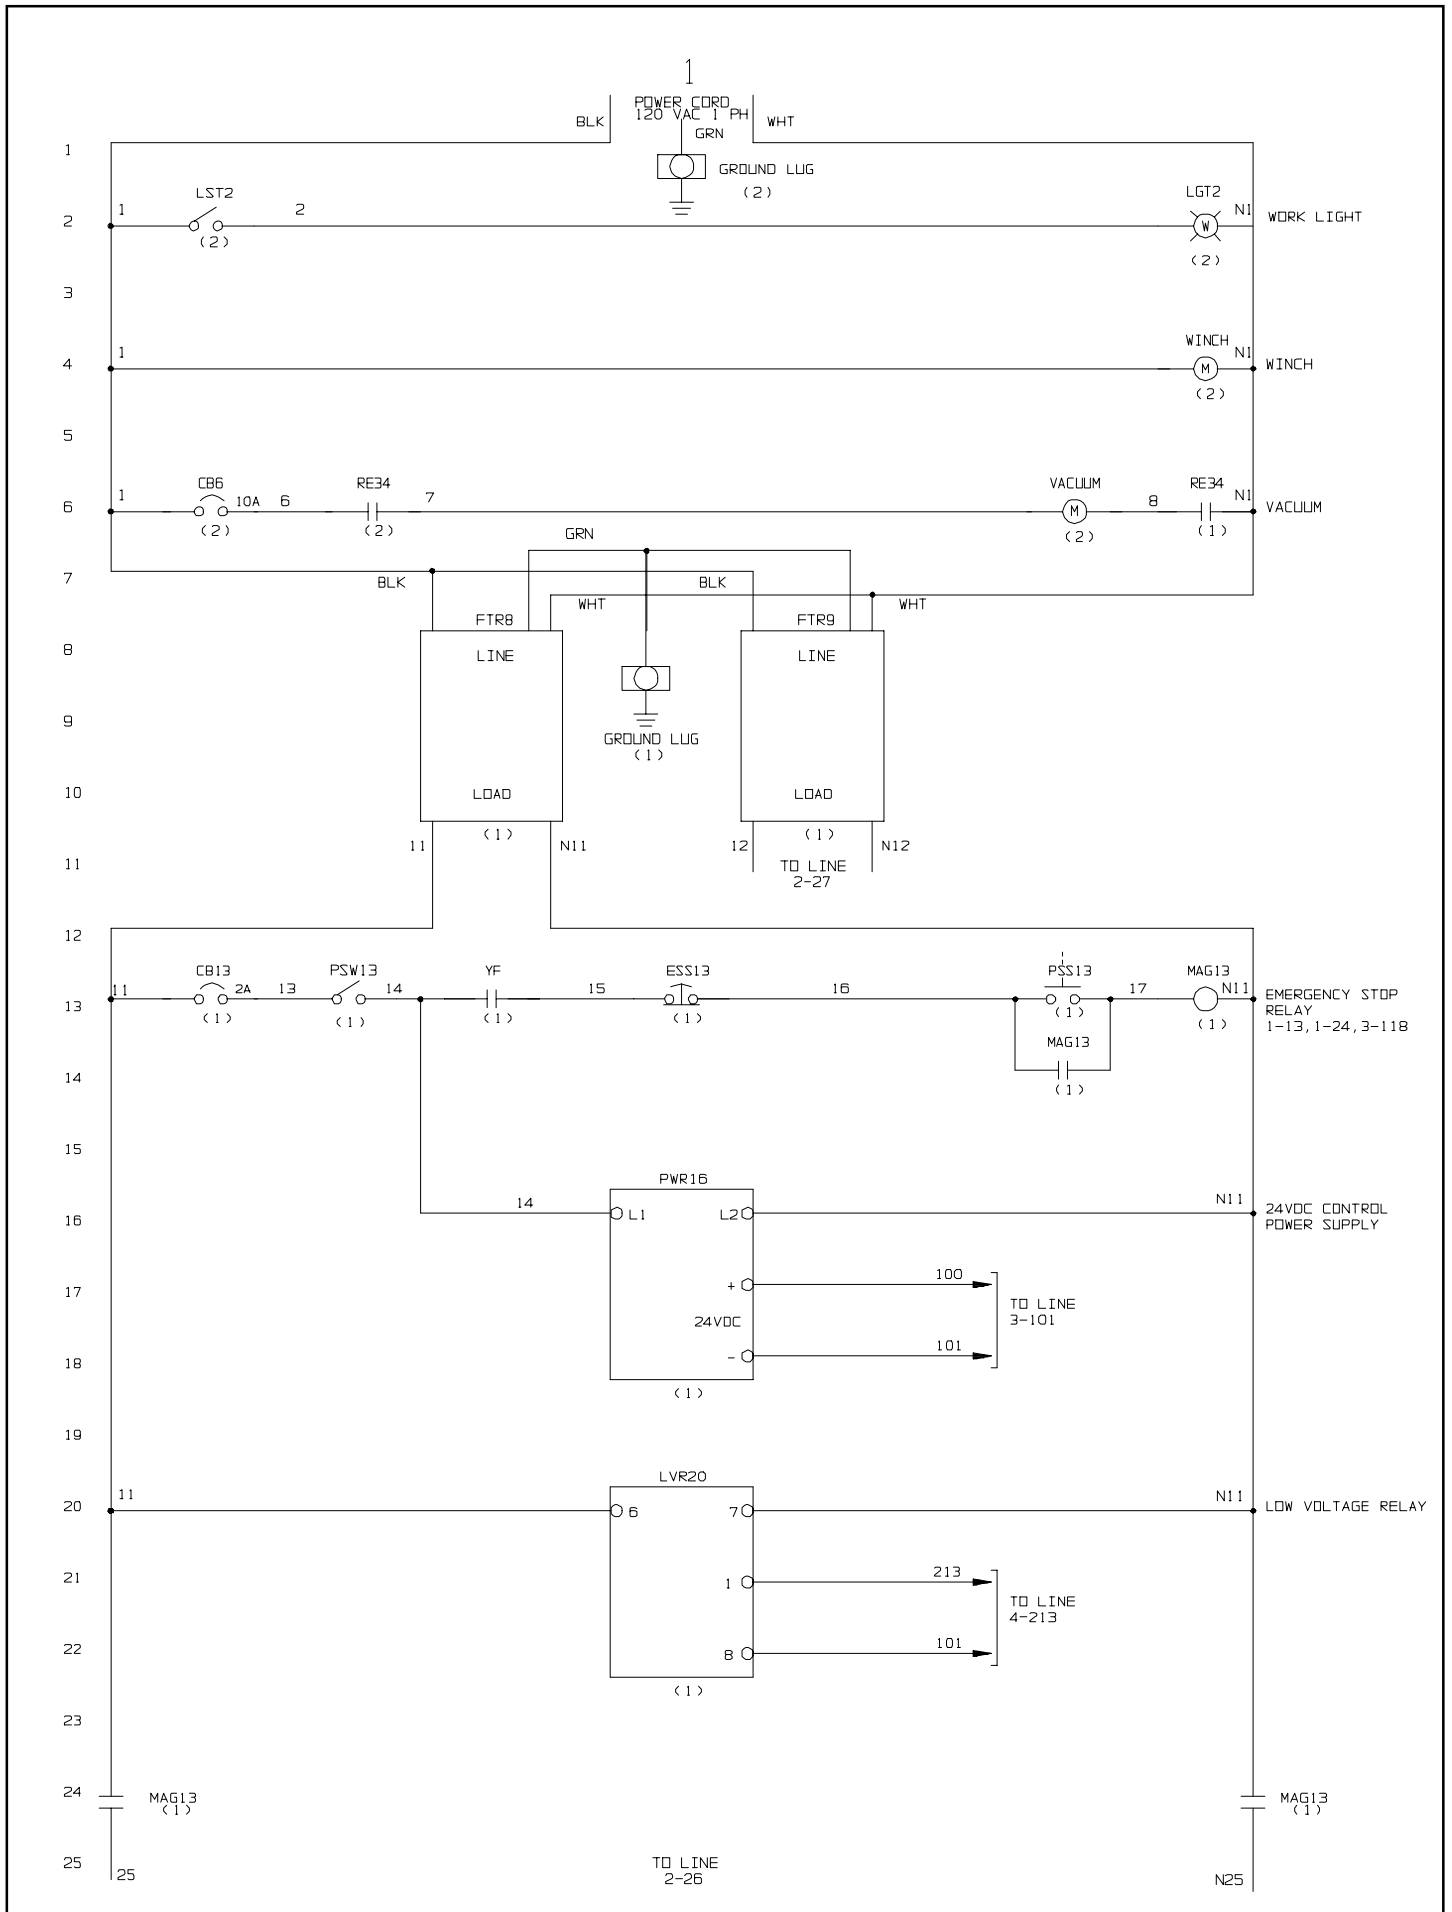 1
POWER CORD
120 VAC 1 PH
BLK
WHT
GRN
1
GROUND LUG
(2)
LST2
LGT2
1
2
N1
2
WORK LIGHT
W
(2)
(2)
3
WINCH
1
N1
4
M
WINCH
(2)
5
CB6
RE34
VACUUM
RE34
1
10A
6
7
8
N1
6
M
VACUUM
(2)
(2)
(2)
(1)
GRN
7
BLK
BLK
WHT
WHT
FTR8
FTR9
8
LINE
LINE
9
GROUND LUG
(1)
10
LOAD
LOAD
(1)
(1)
11
N11
12
N12
11
TO LINE
2-27
12
CB13
PSW13
YF
ESS13
PSS13
MAG13
11
2A
13
14
15
16
17
N11
13
EMERGENCY STOP
RELAY
1-13,1-24,3-118
(1)
(1)
(1)
(1)
(1)
(1)
MAG13
14
(1)
15
PWR16
14
N11
16
L1
L2
24VDC CONTROL
POWER SUPPLY
100
17
+
TO LINE
3-101
24VDC
101
18
-
(1)
19
LVR20
11
N11
20
6
7
LOW VOLTAGE RELAY
213
21
1
TO LINE
4-213
101
22
8
(1)
23
24
MAG13
(1)
MAG13
(1)
25
25
TO LINE
2-26
N25